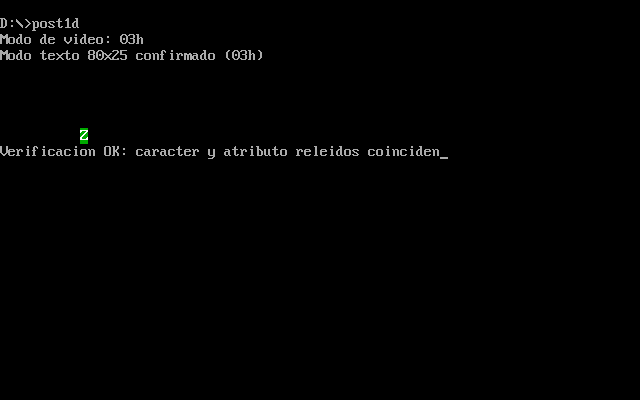 D:\>post1d
Modo de video: 03h
Modo texto 80x25 confirmado (03h)
Z
Verificacion OK: caracter y atributo releidos coinciden_